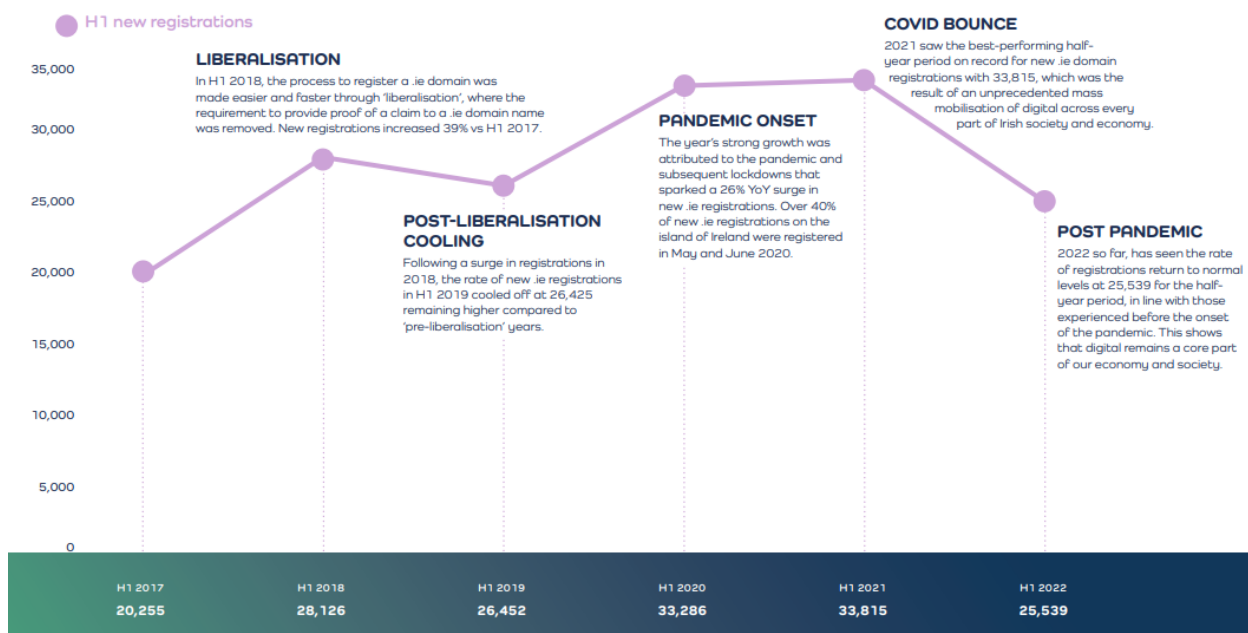 H1 new registrations
35,000
30,000
25,000
20,000
15,000
10,000
5,000
0
LIBERALISATION
In H1 2018, the process to register a .ie domain was
made easier and faster through ‘liberalisation’, where the
requirement to provide proof of a claim to a .ie domain name
was removed. New registrations increased 39% vs H1 2017.
POST-LIBERALISATION
COOLING
Following a surge in registrations in
2018, the rate of new .ie registrations
in H1 2019 cooled off at 26,425
remaining higher compared to
‘pre-liberalisation’ years.
PANDEMIC ONSET
The year’s strong growth was
attributed to the pandemic and
subsequent lockdowns that
sparked a 26% YoY surge in
new .ie registrations. Over 40%
of new .ie registrations on the
island of Ireland were registered
in May and June 2020.
COVID BOUNCE
2021 saw the best-performing half-
year period on record for new .ie domain
registrations with 33,815, which was the
result of an unprecedented mass
mobilisation of digital across every
part of Irish society and economy.
POST PANDEMIC
2022 so far, has seen the rate
of registrations return to normal
levels at 25,539 for the half-
year period, in line with those
experienced before the onset
of the pandemic. This shows
that digital remains a core part
of our economy and society.
H1 2017
20,255
H1 2018
28,126
H1 2019
26,452
H1 2020
33,286
H1 2021
33,815
H1 2022
25,539